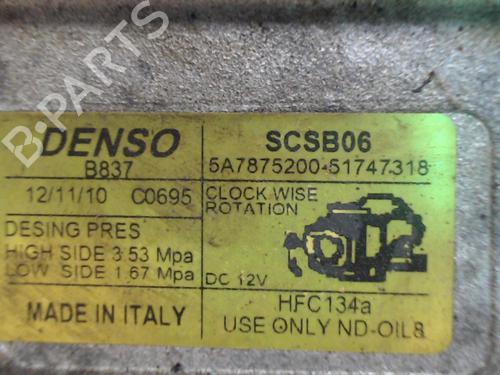 DENSO
B837
12/11/10 C0695
DESING PRES
HIGH SIDE 3.53 Mpa
LOW SIDE 1.67 Mpa
MADE IN ITALY
SCSB06
5A7875200-51747318
CLOCK WISE
ROTATION
DC 12V
HFC134a
USE ONLY ND-OIL8
B-PARTS